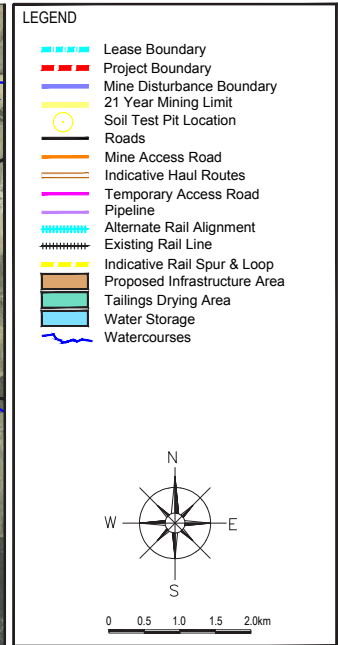 LEGEND
Lease Boundary
Project Boundary
Mine Disturbance Boundary
21 Year Mining Limit
Soil Test Pit Location
Roads
Mine Access Road
Indicative Haul Routes
Temporary Access Road
Pipeline
Alternate Rail Alignment
Existing Rail Line
Indicative Rail Spur & Loop
Proposed Infrastructure Area
Tailings Drying Area
Water Storage
Watercourses
N
W E
S
0 0.5 1.0 1.5 2.0km